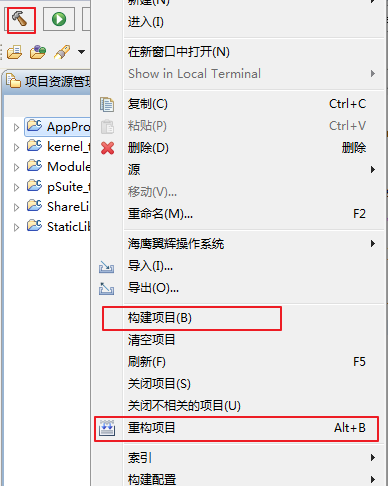 新建(N)
进入(I)
在新窗口中打开(N)
项目资源管理
Show in Local Terminal
复制(C) Ctrl+C
粘贴(P) Ctrl+V
AppPro
删除(D) 删除
kernel_t
源
Module
移动(V)...
pSuite_t
重命名(M)... F2
ShareLi
StaticLib
海鹰翼辉操作系统
导入(I)...
导出(O)...
构建项目(B)
清空项目
刷新(F) F5
关闭项目(S)
关闭不相关的项目(U)
重构项目 Alt+B
索引
构建配置